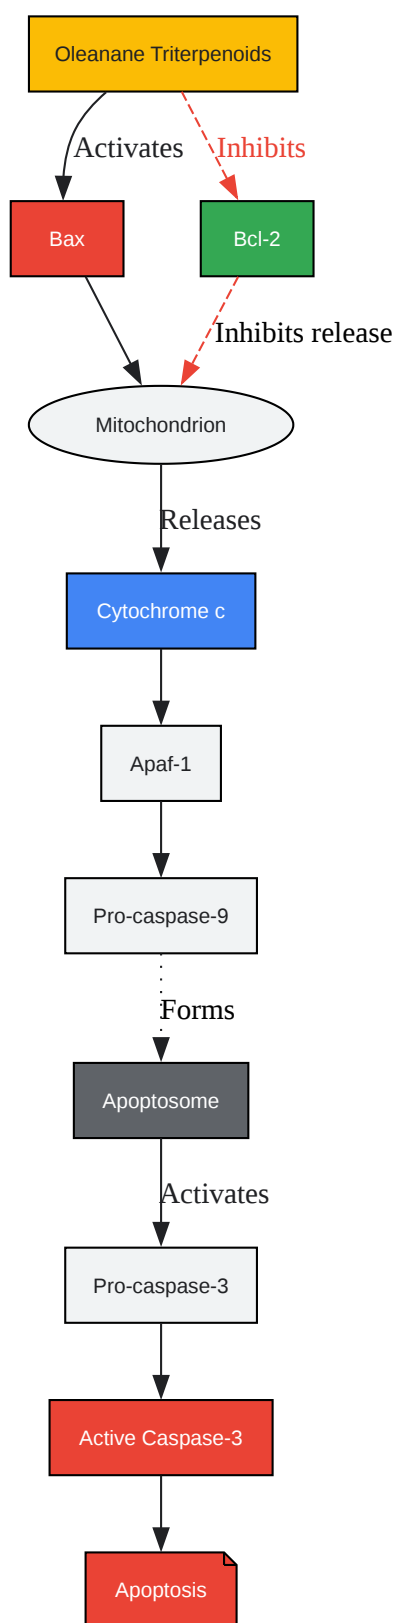 Oleanane Triterpenoids
Activates
Inhibits
Bax
Bcl-2
Inhibits release
Mitochondrion
Releases
Cytochrome c
Apaf-1
Pro-caspase-9
Forms
Apoptosome
Activates
Pro-caspase-3
Active Caspase-3
Apoptosis